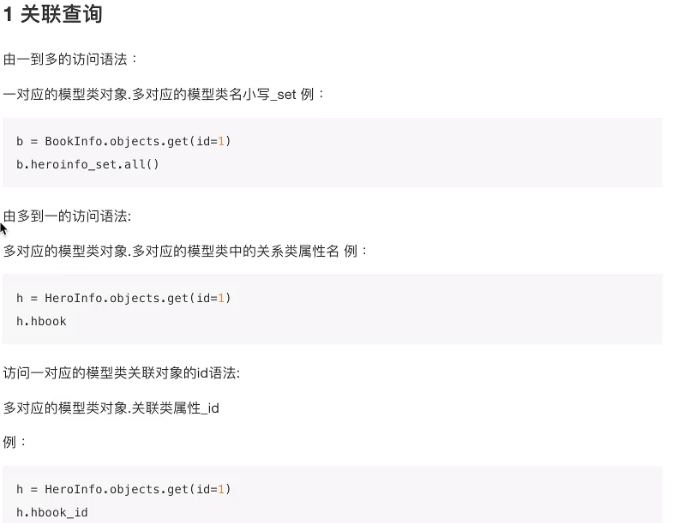 1 关联查询
由一到多的访问语法：
一对应的模型类对象.多对应的模型类名小写_set 例：
b = BookInfo.objects.get(id=1)
b.heroinfo_set.all()
由多到一的访问语法:
多对应的模型类对象.多对应的模型类中的关系类属性名 例：
h = HeroInfo.objects.get(id=1)
h.hbook
访问一对应的模型类关联对象的id语法:
多对应的模型类对象.关联类属性_id
例：
h = HeroInfo.objects.get(id=1)
h.hbook_id